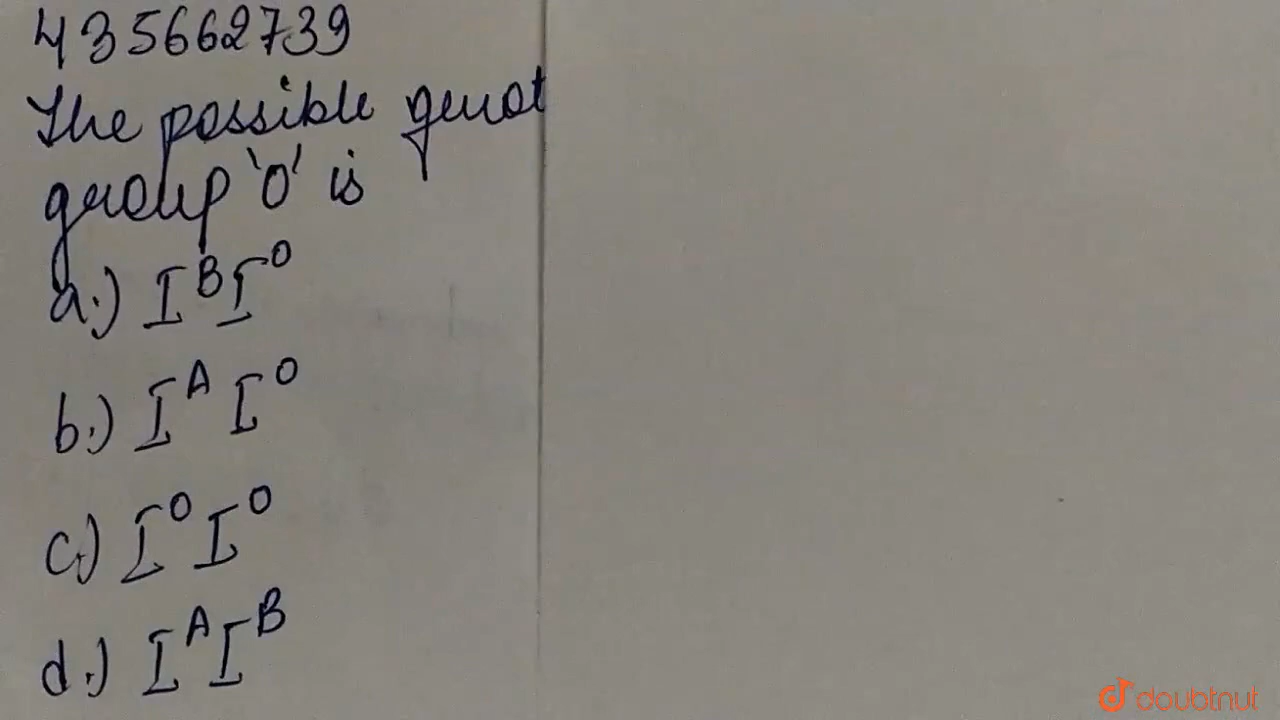 435662739
The possible genot
group 'O' is
a.) I^B I^O
b.) I^A I^O
c.) I^O I^O
d.) I^A I^B
doubtnut